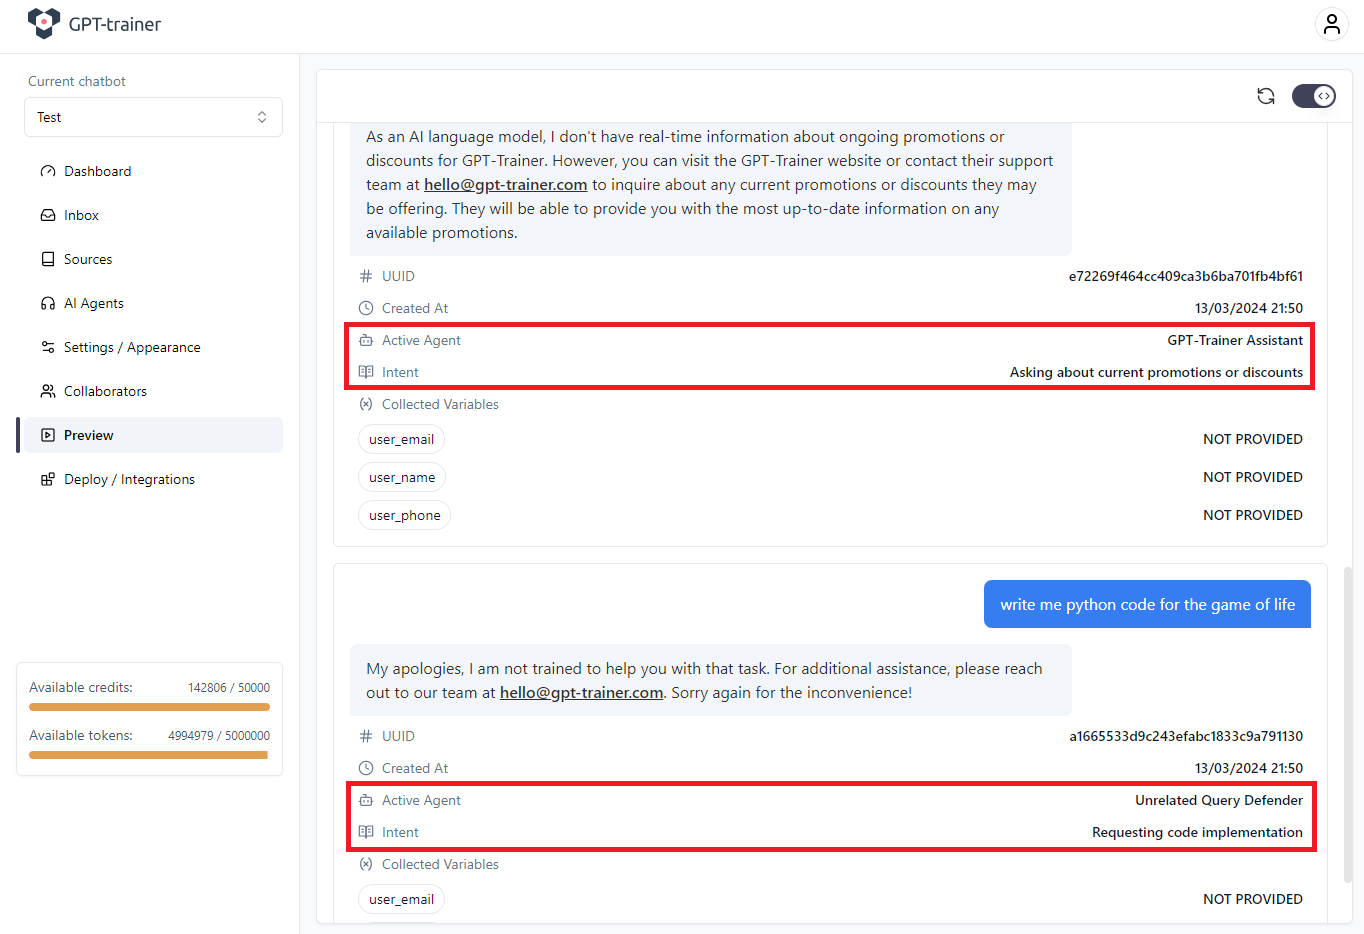 GPT-trainer
Current chatbot
Test
Dashboard
Inbox
Sources
AI Agents
Settings / Appearance
Collaborators
Preview
Deploy / Integrations
Available credits: 142806 / 50000
Available tokens: 4994979 / 5000000
As an AI language model, I don't have real-time information about ongoing promotions or
discounts for GPT-Trainer. However, you can visit the GPT-Trainer website or contact their support
team at hello@gpt-trainer.com to inquire about any current promotions or discounts they may
be offering. They will be able to provide you with the most up-to-date information on any
available promotions.
UUID e72269f464cc409ca3b6ba701fb4bf61
Created At 13/03/2024 21:50
Active Agent GPT-Trainer Assistant
Intent Asking about current promotions or discounts
Collected Variables
user_email NOT PROVIDED
user_name NOT PROVIDED
user_phone NOT PROVIDED
write me python code for the game of life
My apologies, I am not trained to help you with that task. For additional assistance, please reach
out to our team at hello@gpt-trainer.com. Sorry again for the inconvenience!
UUID a1665533d9c243efabc1833c9a791130
Created At 13/03/2024 21:50
Active Agent Unrelated Query Defender
Intent Requesting code implementation
Collected Variables
user_email NOT PROVIDED